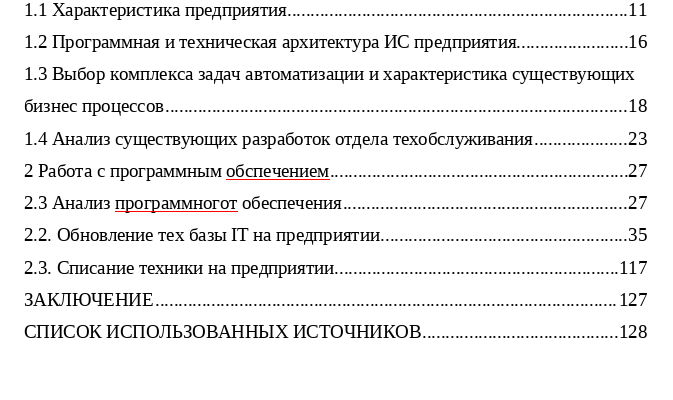 1.1 Характеристика предприятия........................................................................11
1.2 Программная и техническая архитектура ИС предприятия.......................16
1.3 Выбор комплекса задач автоматизации и характеристика существующих
бизнес процессов...................................................................................................18
1.4 Анализ существующих разработок отдела техобслуживания....................23
2 Работа с программным обспечением...............................................................27
2.3 Анализ программногот обеспечения............................................................27
2.2. Обновление тех базы IT на предприятии....................................................35
2.3. Списание техники на предприятии............................................................117
ЗАКЛЮЧЕНИЕ..................................................................................................127
СПИСОК ИСПОЛЬЗОВАННЫХ ИСТОЧНИКОВ.........................................128